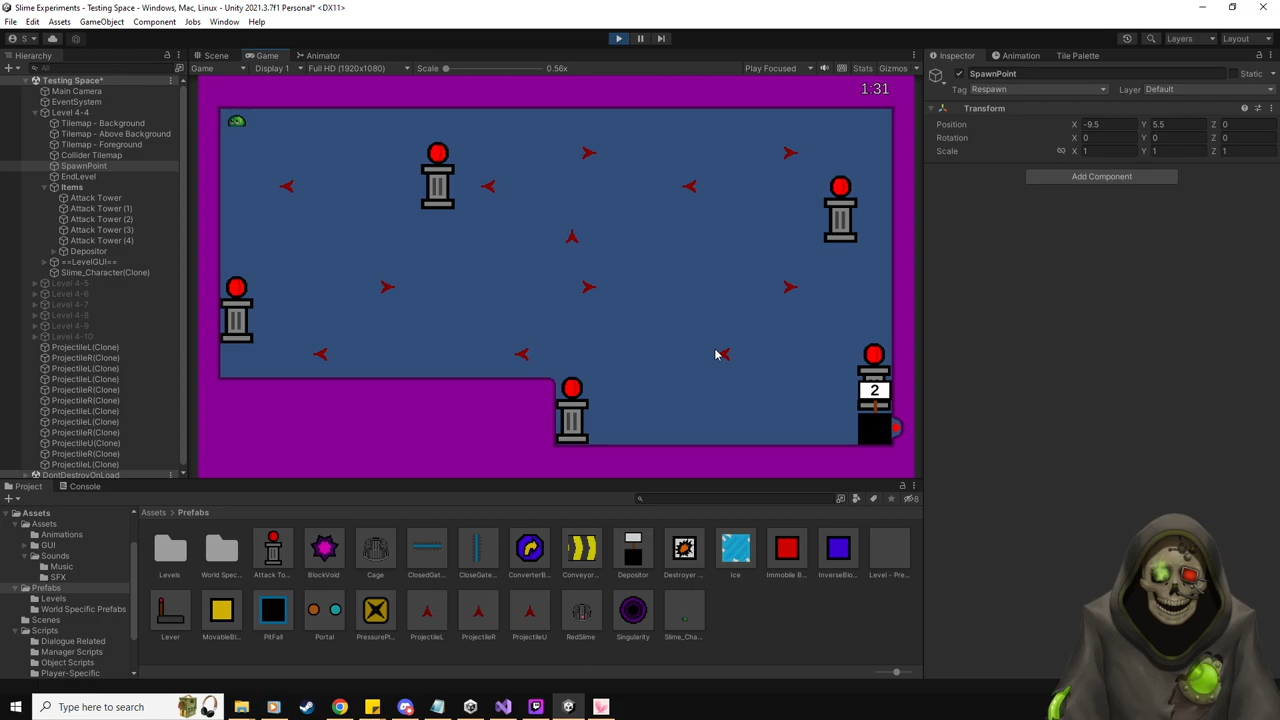 Slime Experiments - Testing Space - Windows, Mac, Linux - Unity 2021.3.7f1 Personal* <DX11>
File Edit Assets GameObject Component Jobs Window Help
S Layers Layout
Hierarchy Scene Game Animator Inspector Animation Tile Palette
All Game Display 1 Full HD (1920x1080) Scale 0.56x Play Focused Stats Gizmos SpawnPoint Static
Testing Space*
Tag Respawn Layer Default
Main Camera
1:31
EventSystem
Level 4-4
Transform
Tilemap - Background
Position X -9.5 Y 5.5 Z 0
Tilemap - Above Background
Rotation X 0 Y 0 Z 0
Tilemap - Foreground
Scale X 1 Y 1 Z 1
Collider Tilemap
SpawnPoint
EndLevel
Add Component
Items
Attack Tower
Attack Tower (1)
Attack Tower (2)
Attack Tower (3)
Attack Tower (4)
Depositor
==LevelGUI==
Slime_Character(Clone)
Level 4-5
Level 4-6
Level 4-7
Level 4-8
Level 4-9
Level 4-10
ProjectileL(Clone)
ProjectileR(Clone)
ProjectileL(Clone)
ProjectileL(Clone)
ProjectileR(Clone)
2
ProjectileR(Clone)
ProjectileL(Clone)
ProjectileL(Clone)
ProjectileR(Clone)
ProjectileU(Clone)
ProjectileR(Clone)
ProjectileL(Clone)
DontDestroyOnLoad
Project Console
8
Assets Assets > Prefabs
Assets
Animations
GUI
Sounds
Music
SFX
Prefabs
Levels
World Specific Prefabs
Scenes
Scripts
Dialogue Related
Manager Scripts
Object Scripts
Player-Specific
Levels World Spec... Attack To... BlockVoid Cage ClosedGat... CloseGate... ConverterB... Conveyor... Depositor Destroyer ... Ice Immobile B... InverseBlo... Level - Pre...
Lever MovableBl... PitFall Portal PressurePl... ProjectileL ProjectileR ProjectileU RedSlime Singularity Slime_Cha...
Type here to search